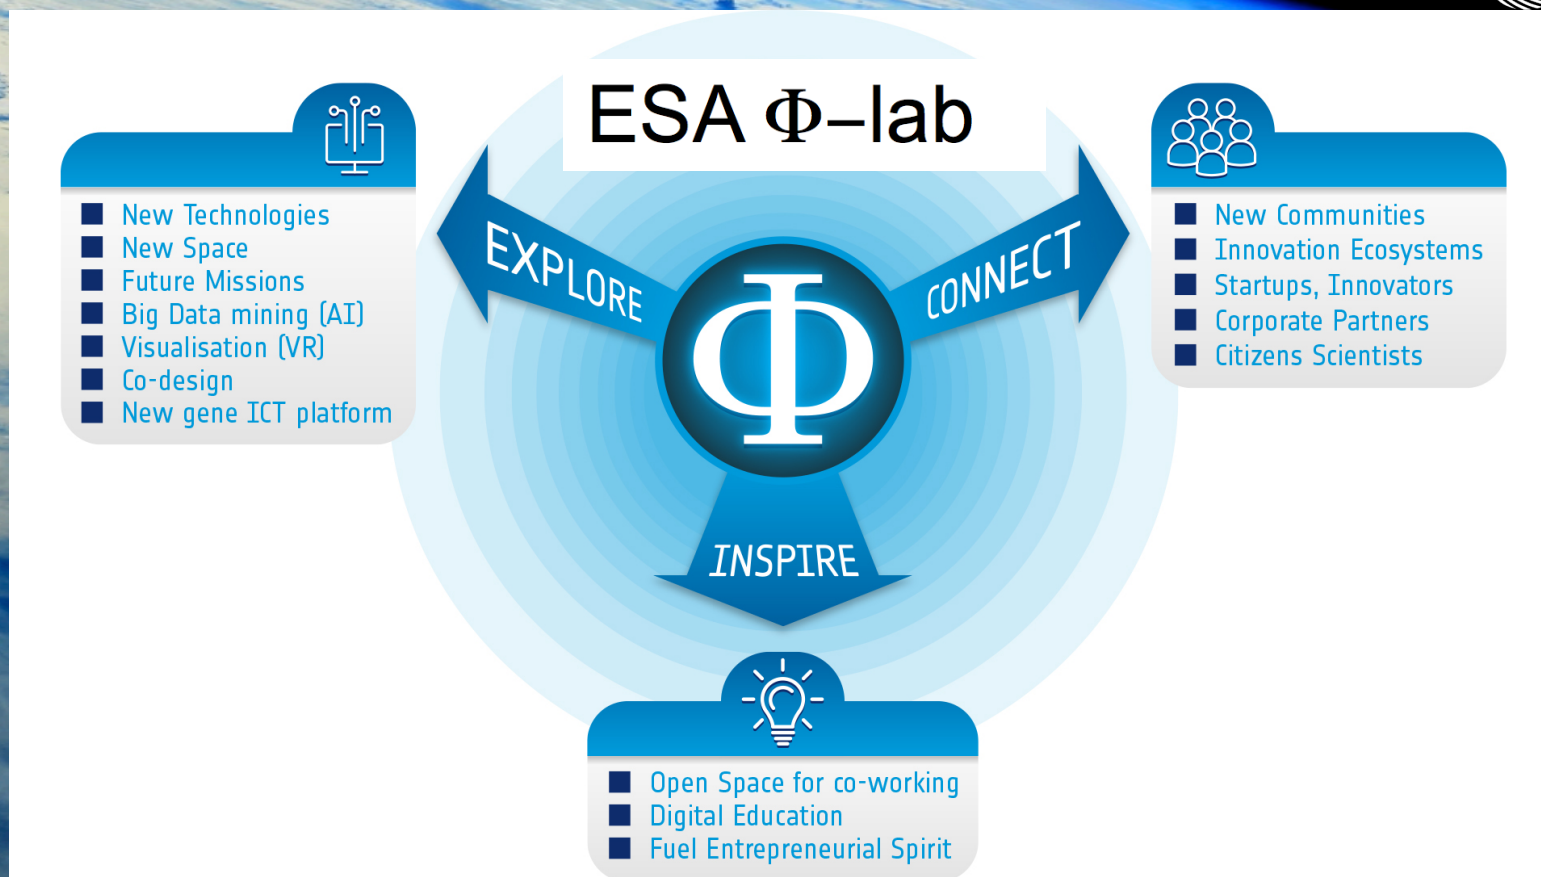 ESA Φ–lab
EXPLORE
CONNECT
Φ
INSPIRE
New Technologies
New Space
Future Missions
Big Data mining (AI)
Visualisation (VR)
Co-design
New gene ICT platform
New Communities
Innovation Ecosystems
Startups, Innovators
Corporate Partners
Citizens Scientists
Open Space for co-working
Digital Education
Fuel Entrepreneurial Spirit